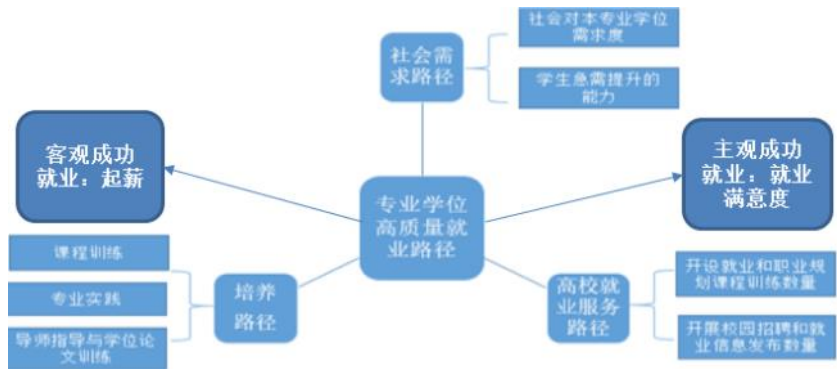 社会对本专业学位
需求度
社会需
求路径
学生急需提升的
能力
客观成功
就业：起薪
主观成功
就业：就业
满意度
专业学位
高质量就
业路径
课程训练
专业实践
导师指导与学位论
文训练
培养
路径
高校就
业服务
路径
开设就业和职业规
划课程训练数量
开展校园招聘和就
业信息发布数量